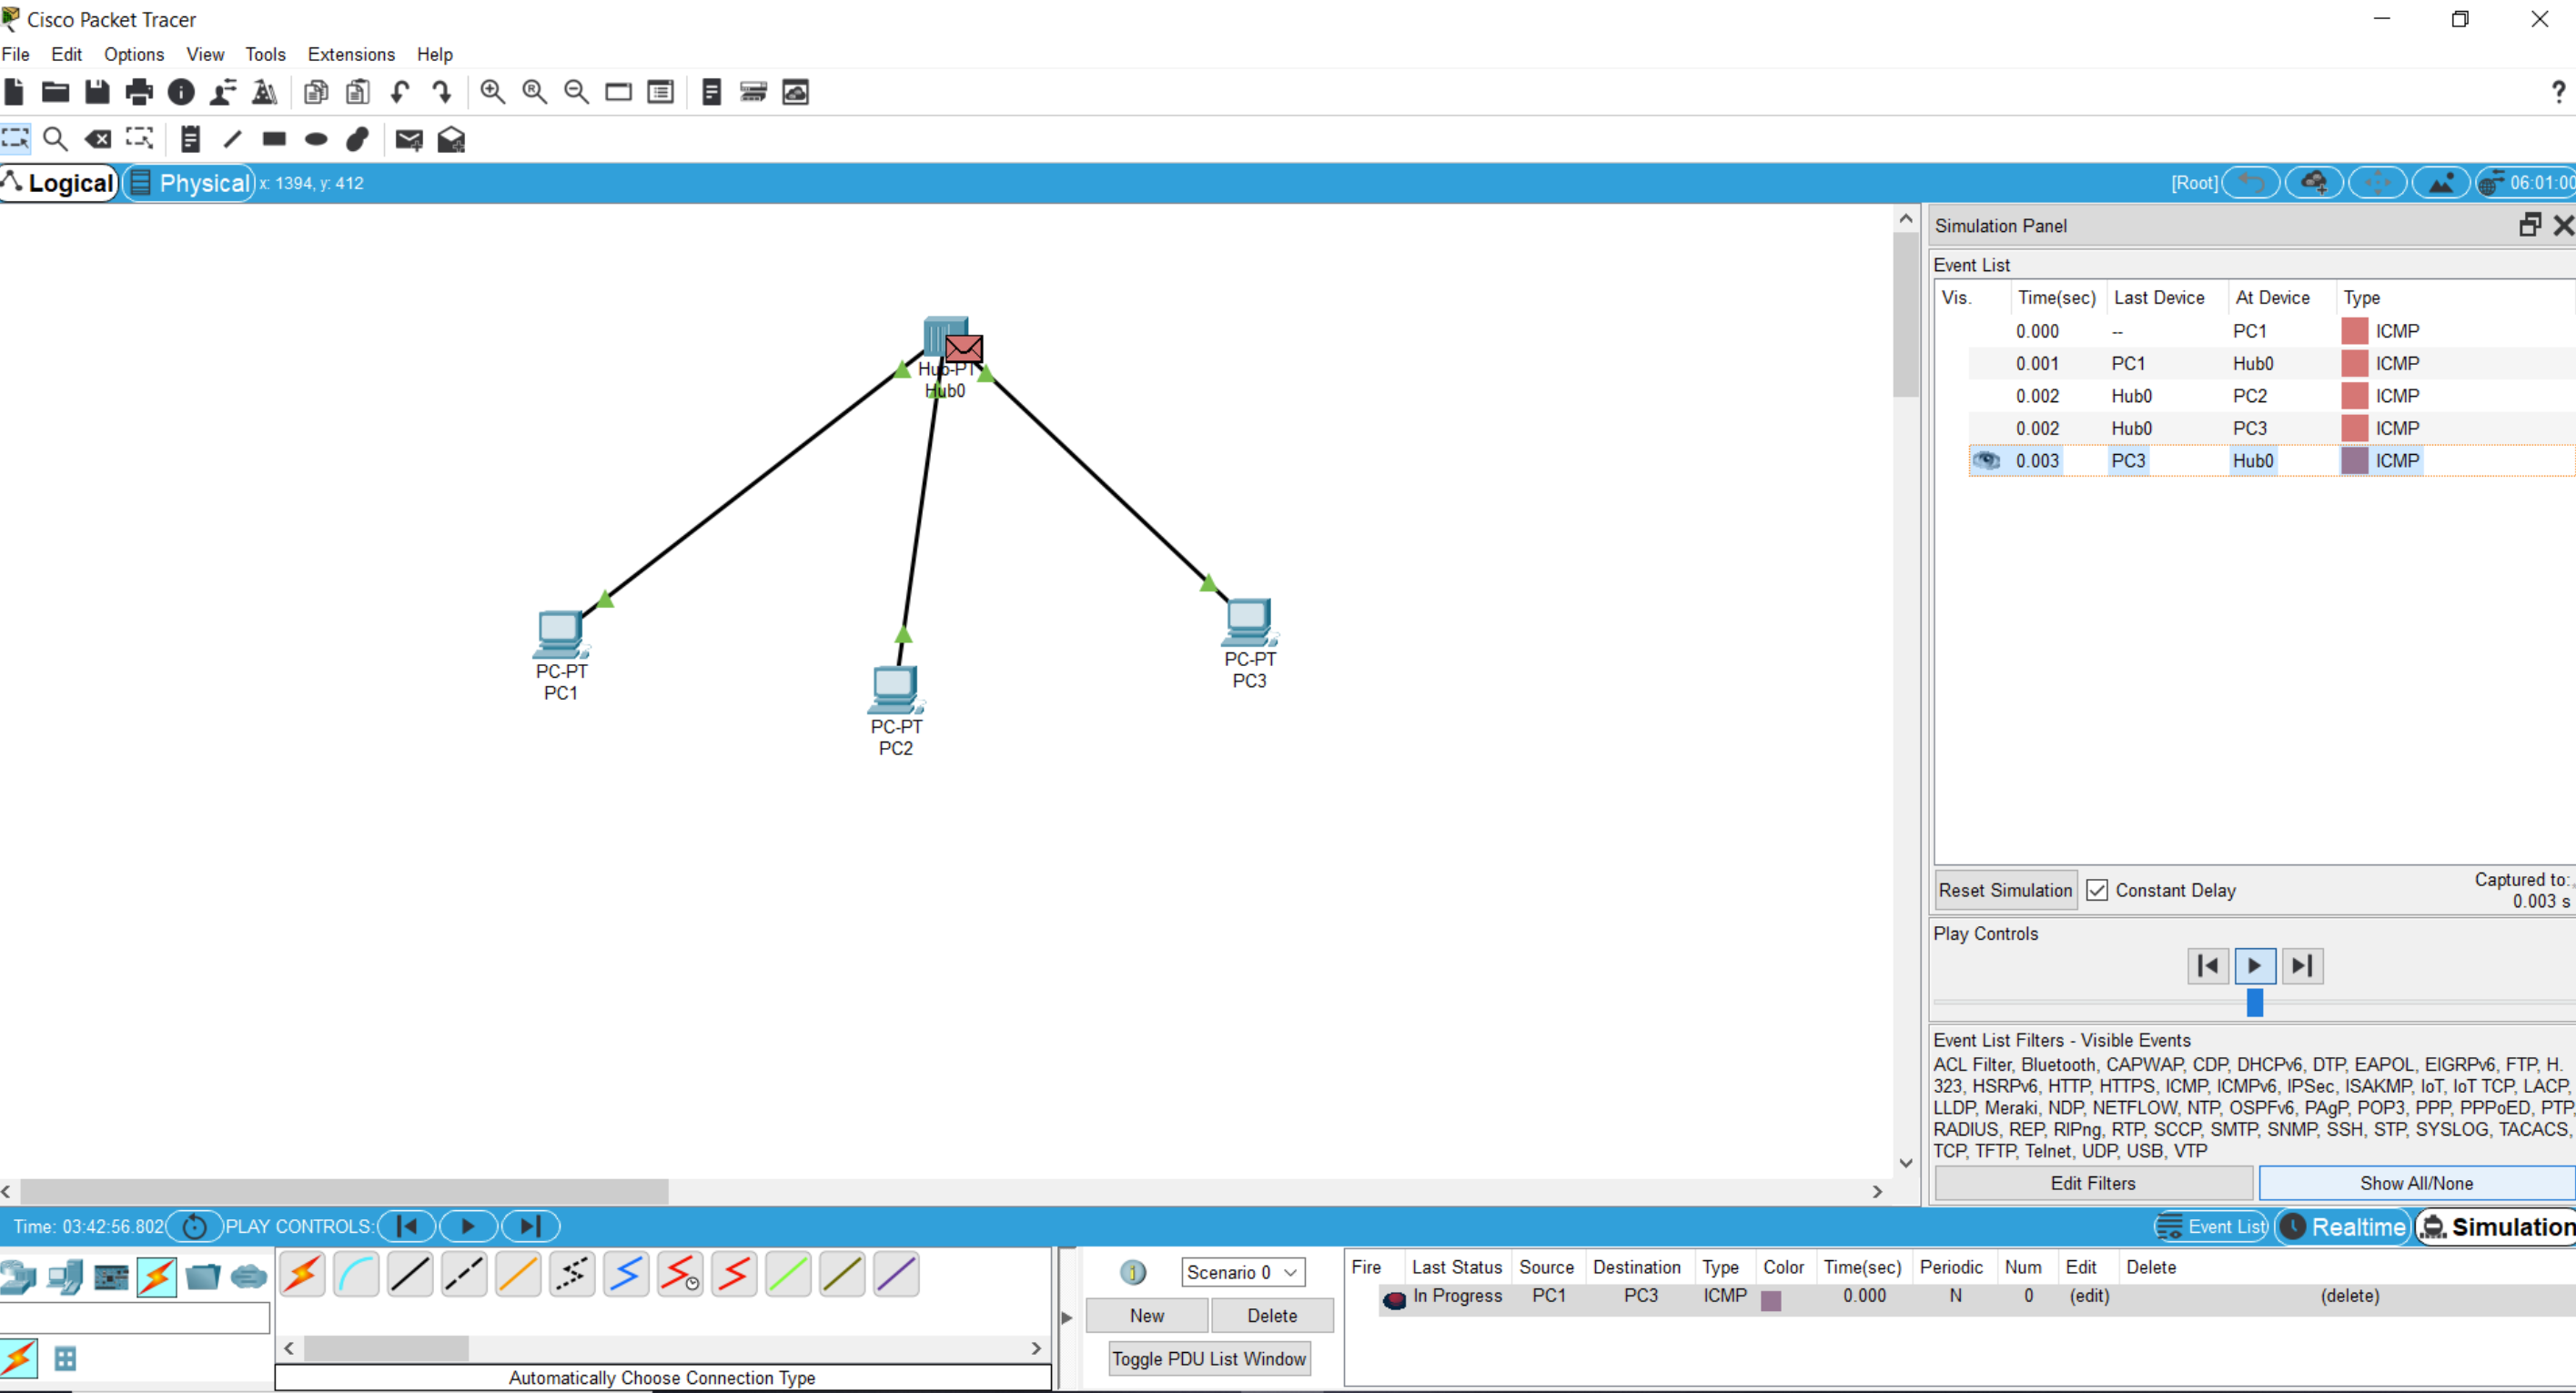 Cisco Packet Tracer
File Edit Options View Tools Extensions Help
Logical Physical x: 1394, y: 412 [Root] 06:01:00
Simulation Panel
Event List
Vis. Time(sec) Last Device At Device Type
0.000 -- PC1 ICMP
0.001 PC1 Hub0 ICMP
0.002 Hub0 PC2 ICMP
0.002 Hub0 PC3 ICMP
0.003 PC3 Hub0 ICMP
Hub-PT
Hub0
PC-PT
PC1
PC-PT
PC2
PC-PT
PC3
Reset Simulation Constant Delay Captured to:
0.003 s
Play Controls
Event List Filters - Visible Events
ACL Filter, Bluetooth, CAPWAP, CDP, DHCPv6, DTP, EAPOL, EIGRPv6, FTP, H.
323, HSRPv6, HTTP, HTTPS, ICMP, ICMPv6, IPSec, ISAKMP, IoT, IoT TCP, LACP,
LLDP, Meraki, NDP, NETFLOW, NTP, OSPFv6, PAgP, POP3, PPP, PPPoED, PTP,
RADIUS, REP, RIPng, RTP, SCCP, SMTP, SNMP, SSH, STP, SYSLOG, TACACS,
TCP, TFTP, Telnet, UDP, USB, VTP
Edit Filters Show All/None
Time: 03:42:56.802 PLAY CONTROLS: Event List Realtime Simulation
Scenario 0
New Delete
Toggle PDU List Window
Fire Last Status Source Destination Type Color Time(sec) Periodic Num Edit Delete
In Progress PC1 PC3 ICMP 0.000 N 0 (edit) (delete)
Automatically Choose Connection Type